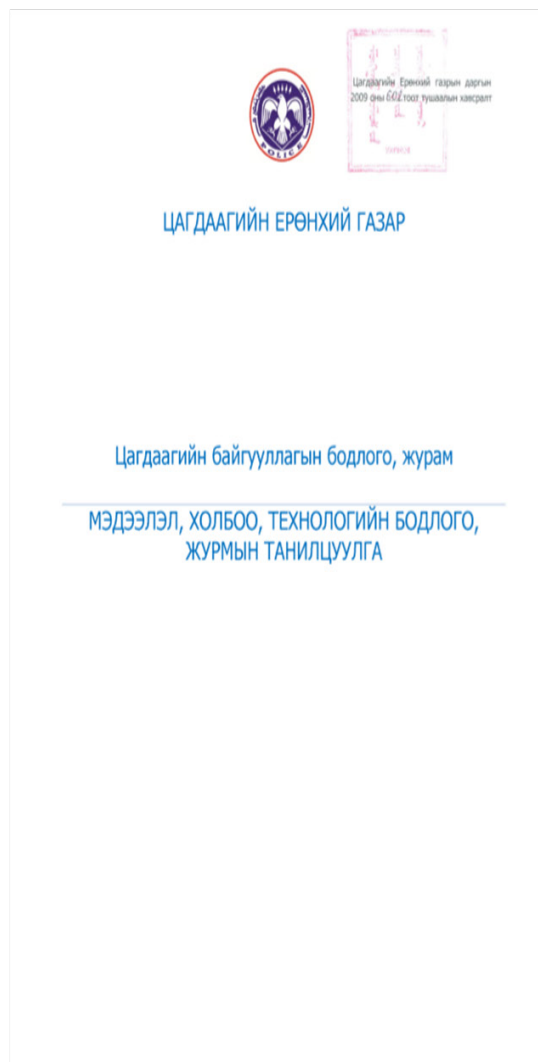 Цагдаагийн Ерөнхий газрын даргын
2009 оны 602 тоот тушаалын хавсралт
POLICE
ЦАГДААГИЙН ЕРӨНХИЙ ГАЗАР
Цагдаагийн байгууллагын бодлого, журам
МЭДЭЭЛЭЛ, ХОЛБОО, ТЕХНОЛОГИЙН БОДЛОГО,
ЖУРМЫН ТАНИЛЦУУЛГА